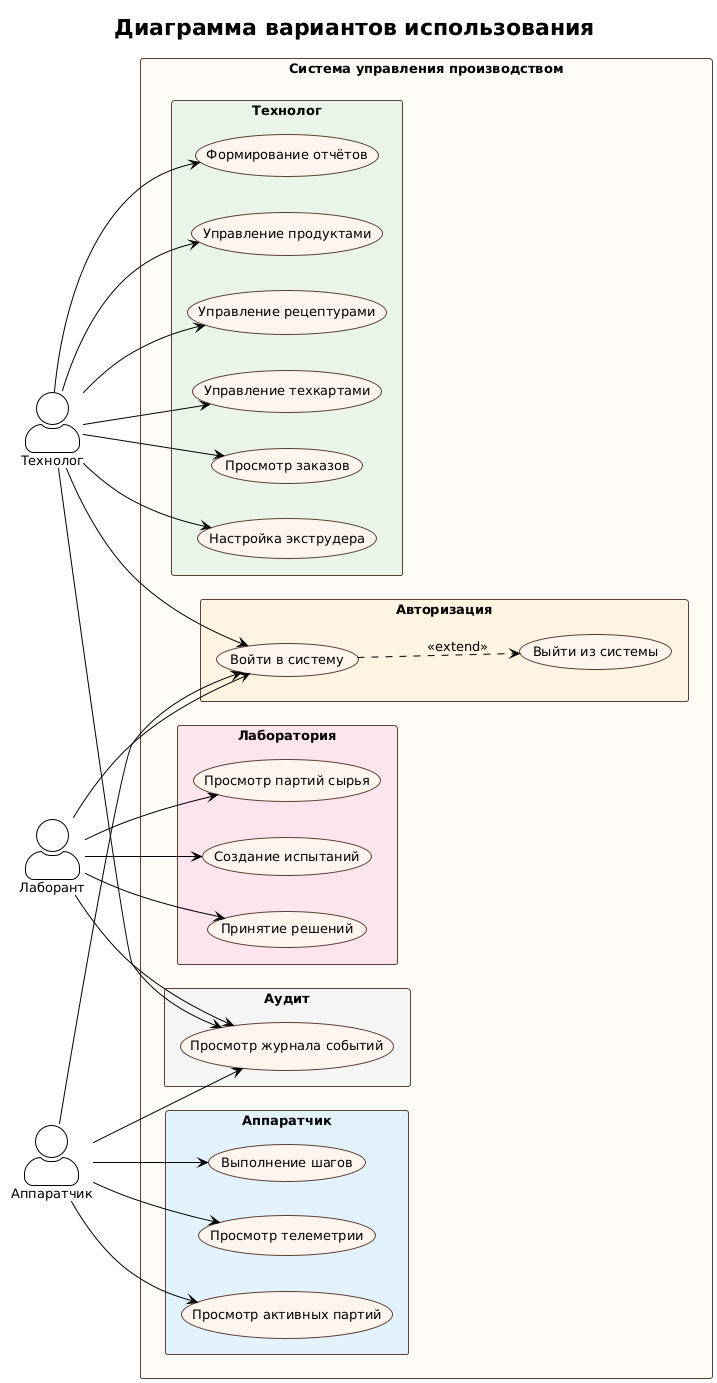 Диаграмма вариантов использования
Система управления производством
Технолог
Формирование отчётов
Управление продуктами
Управление рецептурами
Управление техкартами
Технолог
Просмотр заказов
Настройка экструдера
Авторизация
«extend»
Войти в систему
Выйти из системы
Лаборатория
Просмотр партий сырья
Создание испытаний
Лаборант
Принятие решений
Аудит
Просмотр журнала событий
Аппаратчик
Выполнение шагов
Аппаратчик
Просмотр телеметрии
Просмотр активных партий